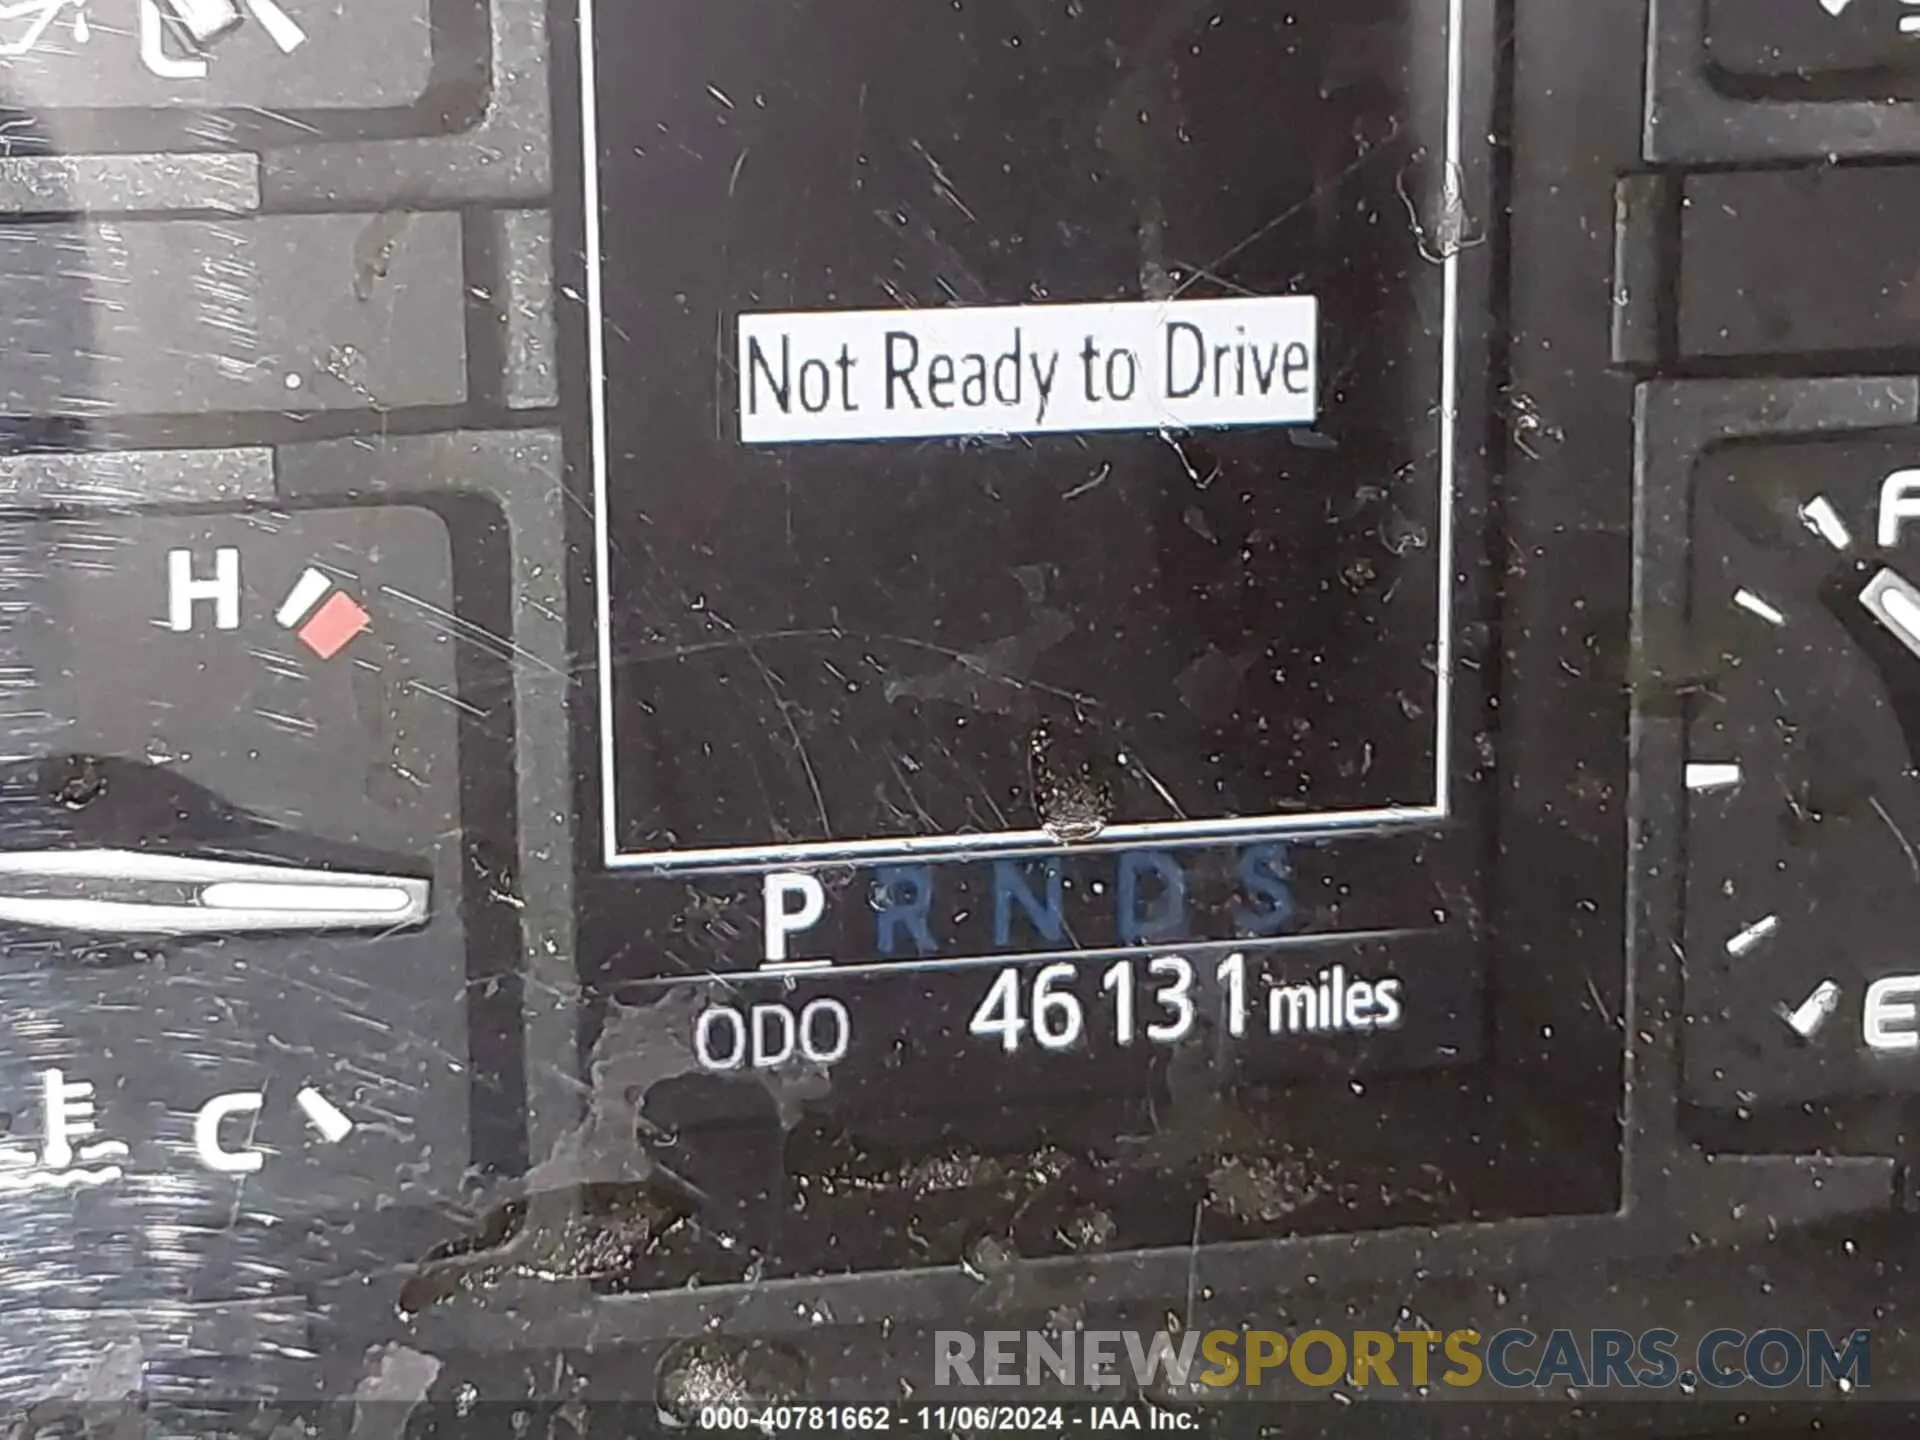 Not Ready to Drive
H
F
P R N D S
ODO 46131 miles
E
C
RENEWSPORTSCARS.COM
000-40781662 - 11/06/2024 - IAA Inc.